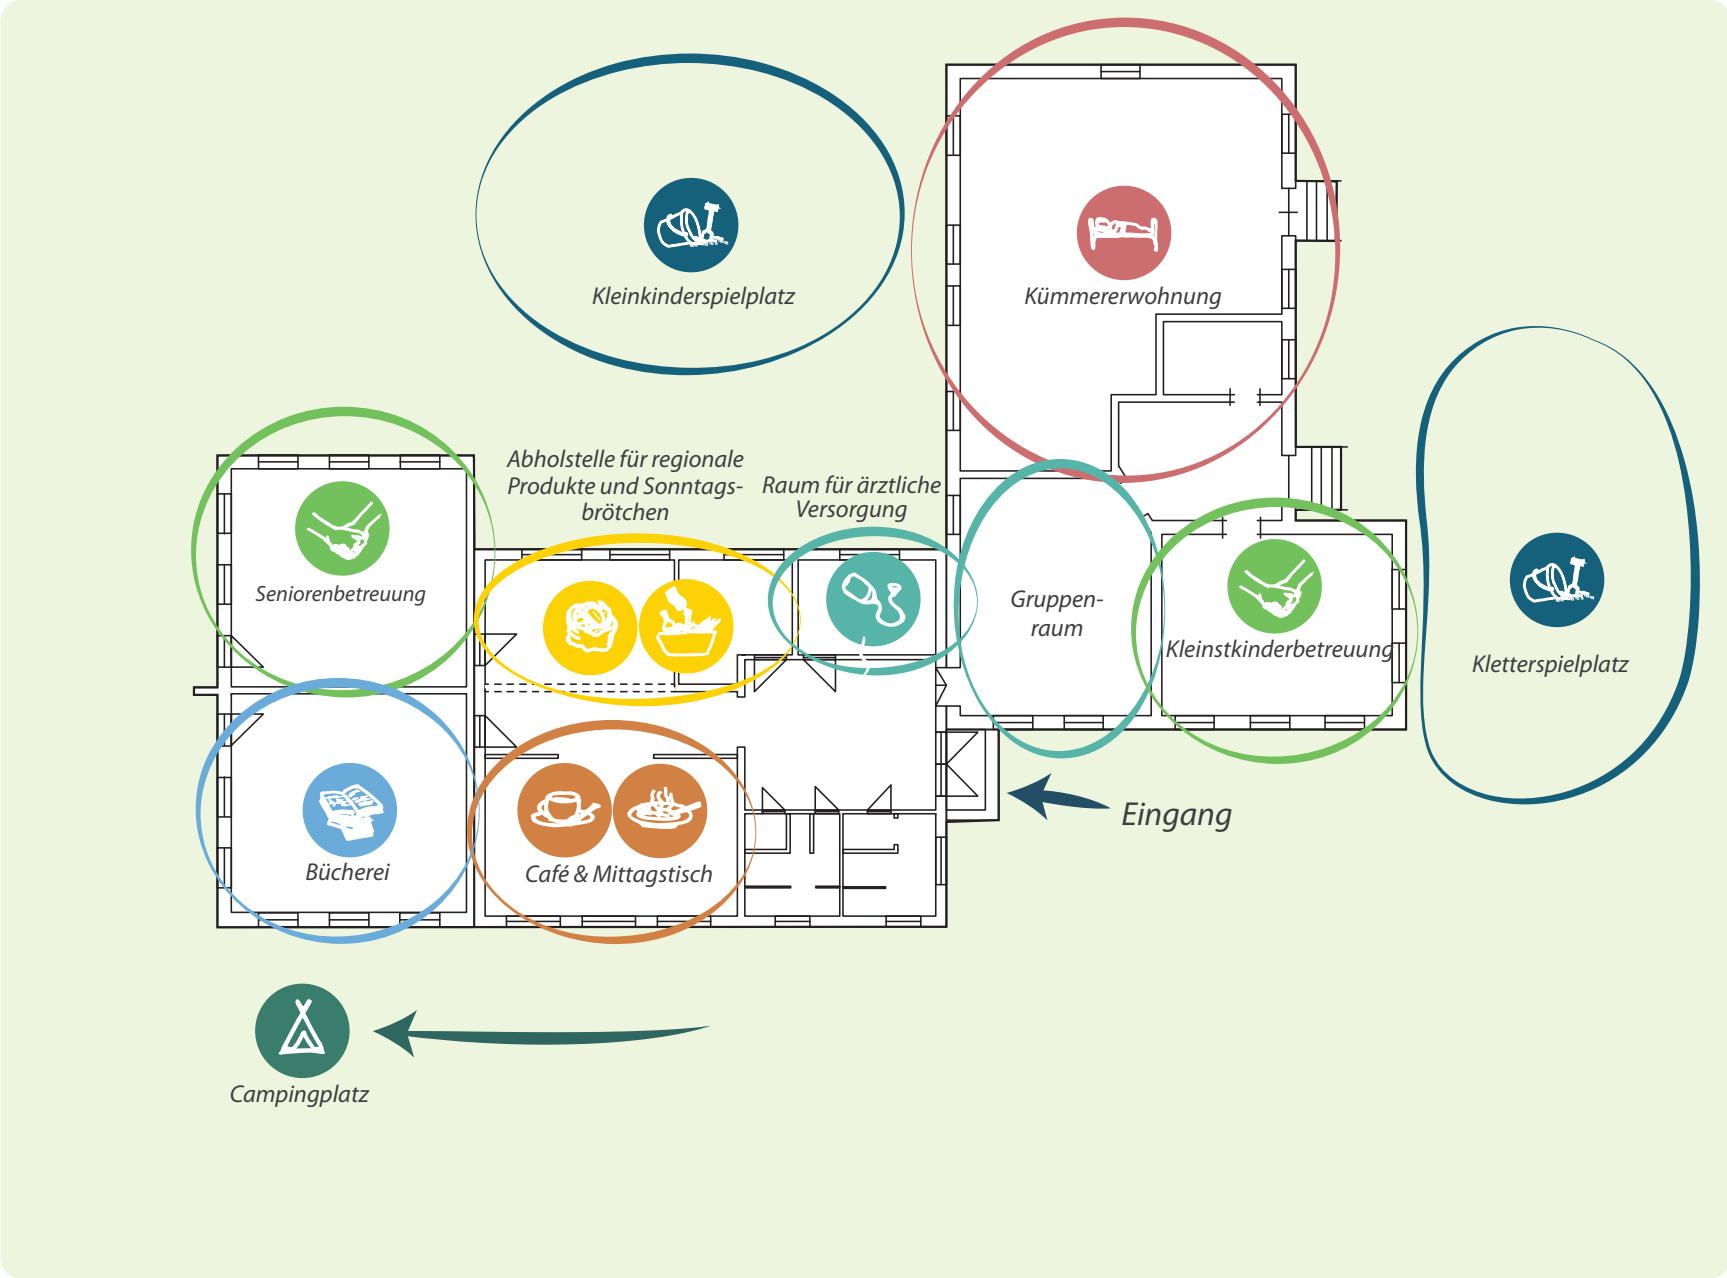 Kleinkinderspielplatz
Kümmererwohnung
Abholstelle für regionale
Produkte und Sonntags-
brötchen
Raum für ärztliche
Versorgung
Seniorenbetreuung
Gruppen-
raum
Kleinstkinderbetreuung
Kletterspielplatz
Eingang
Bücherei
Café & Mittagstisch
Campingplatz